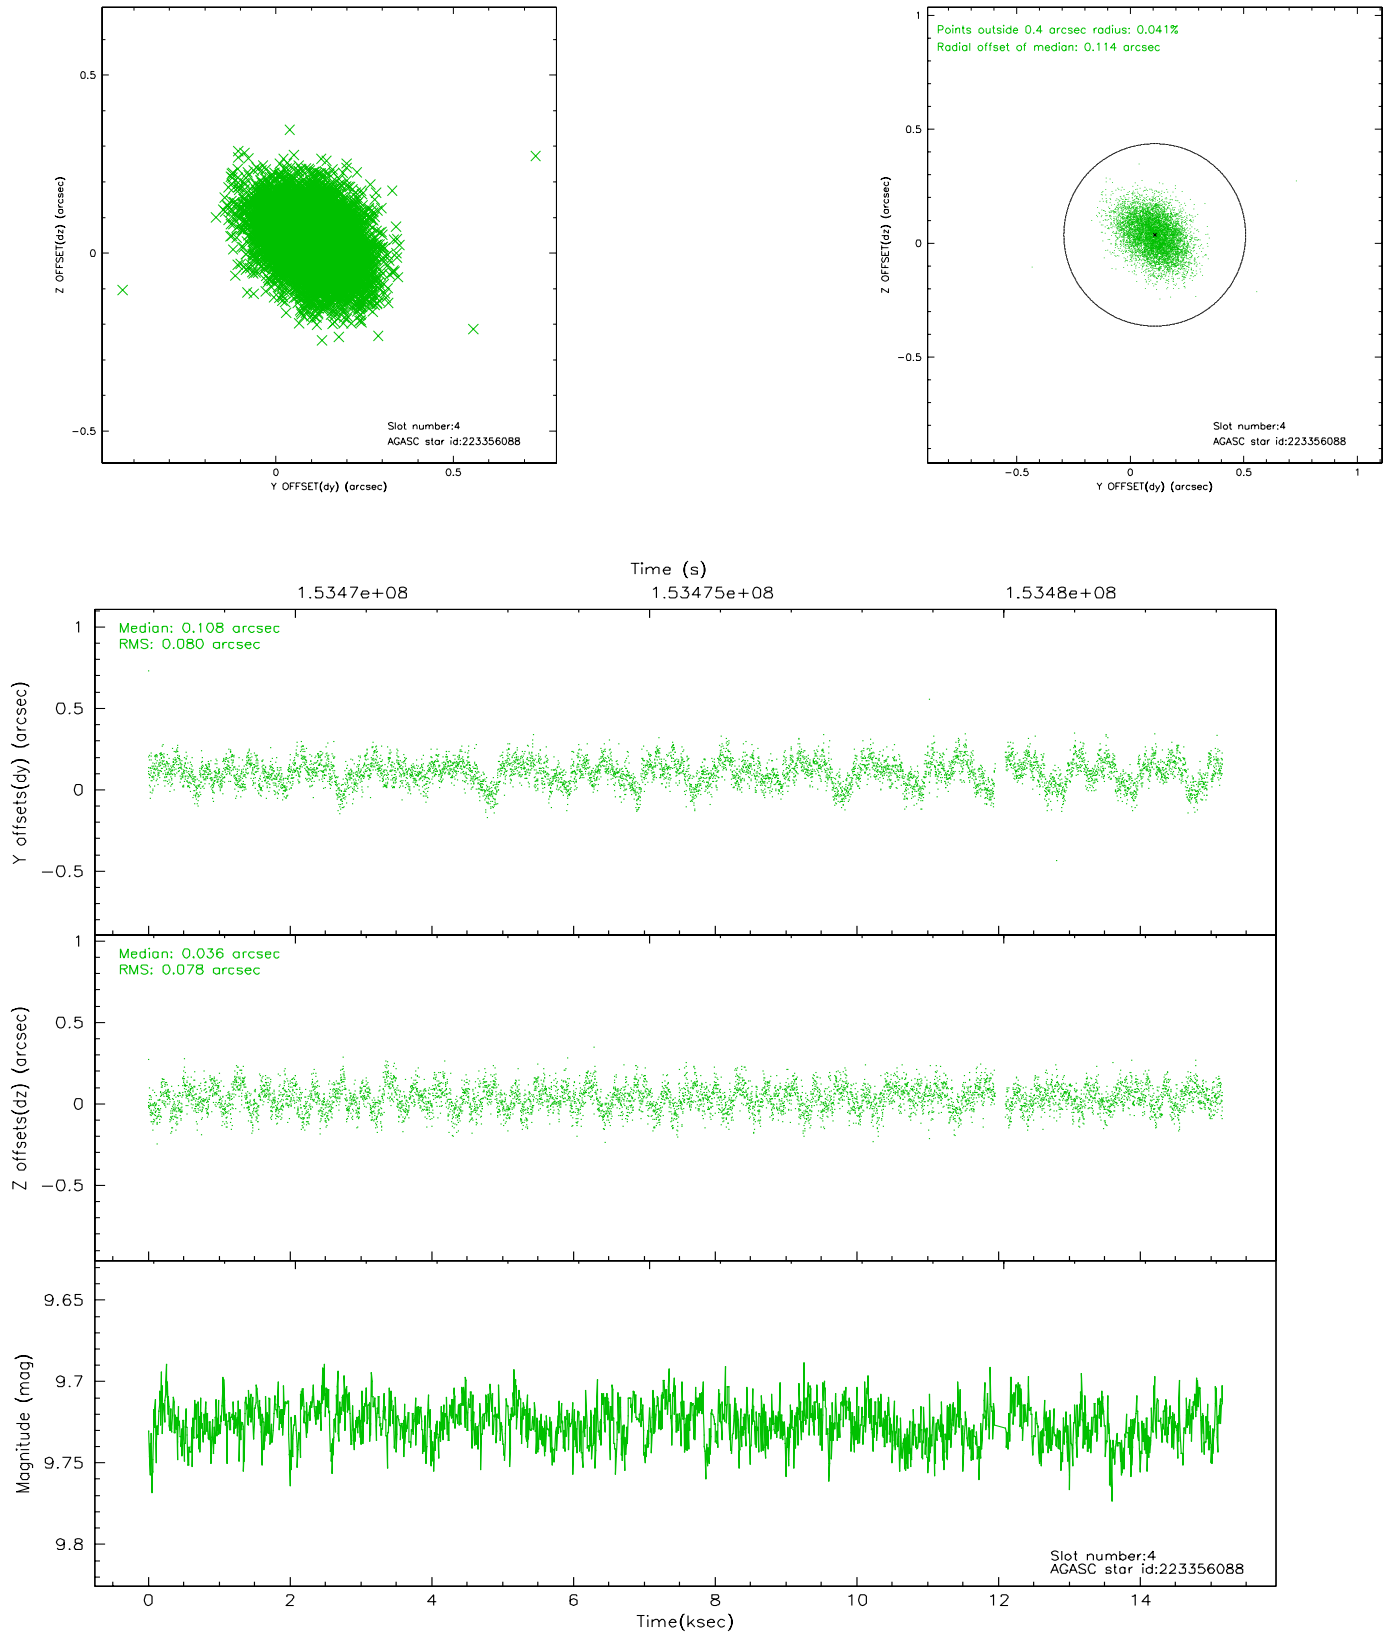 0.5
0
−0.5
Z OFFSET(dz) (arcsec)
0
0.5
Y OFFSET(dy) (arcsec)
Slot number:4
AGASC star id:223356088
Points outside 0.4 arcsec radius: 0.041%
Radial offset of median: 0.114 arcsec
1
0.5
0
−0.5
Z OFFSET(dz) (arcsec)
−0.5
0
0.5
1
Y OFFSET(dy) (arcsec)
Slot number:4
AGASC star id:223356088
Time (s)
1.5347e+08
1.53475e+08
1.5348e+08
Median: 0.108 arcsec
RMS: 0.080 arcsec
1
0.5
0
−0.5
Y offsets(dy) (arcsec)
Median: 0.036 arcsec
RMS: 0.078 arcsec
1
0.5
0
−0.5
Z offsets(dz) (arcsec)
9.65
9.7
9.75
9.8
Magnitude (mag)
Slot number:4
AGASC star id:223356088
0
2
4
6
8
10
12
14
Time(ksec)